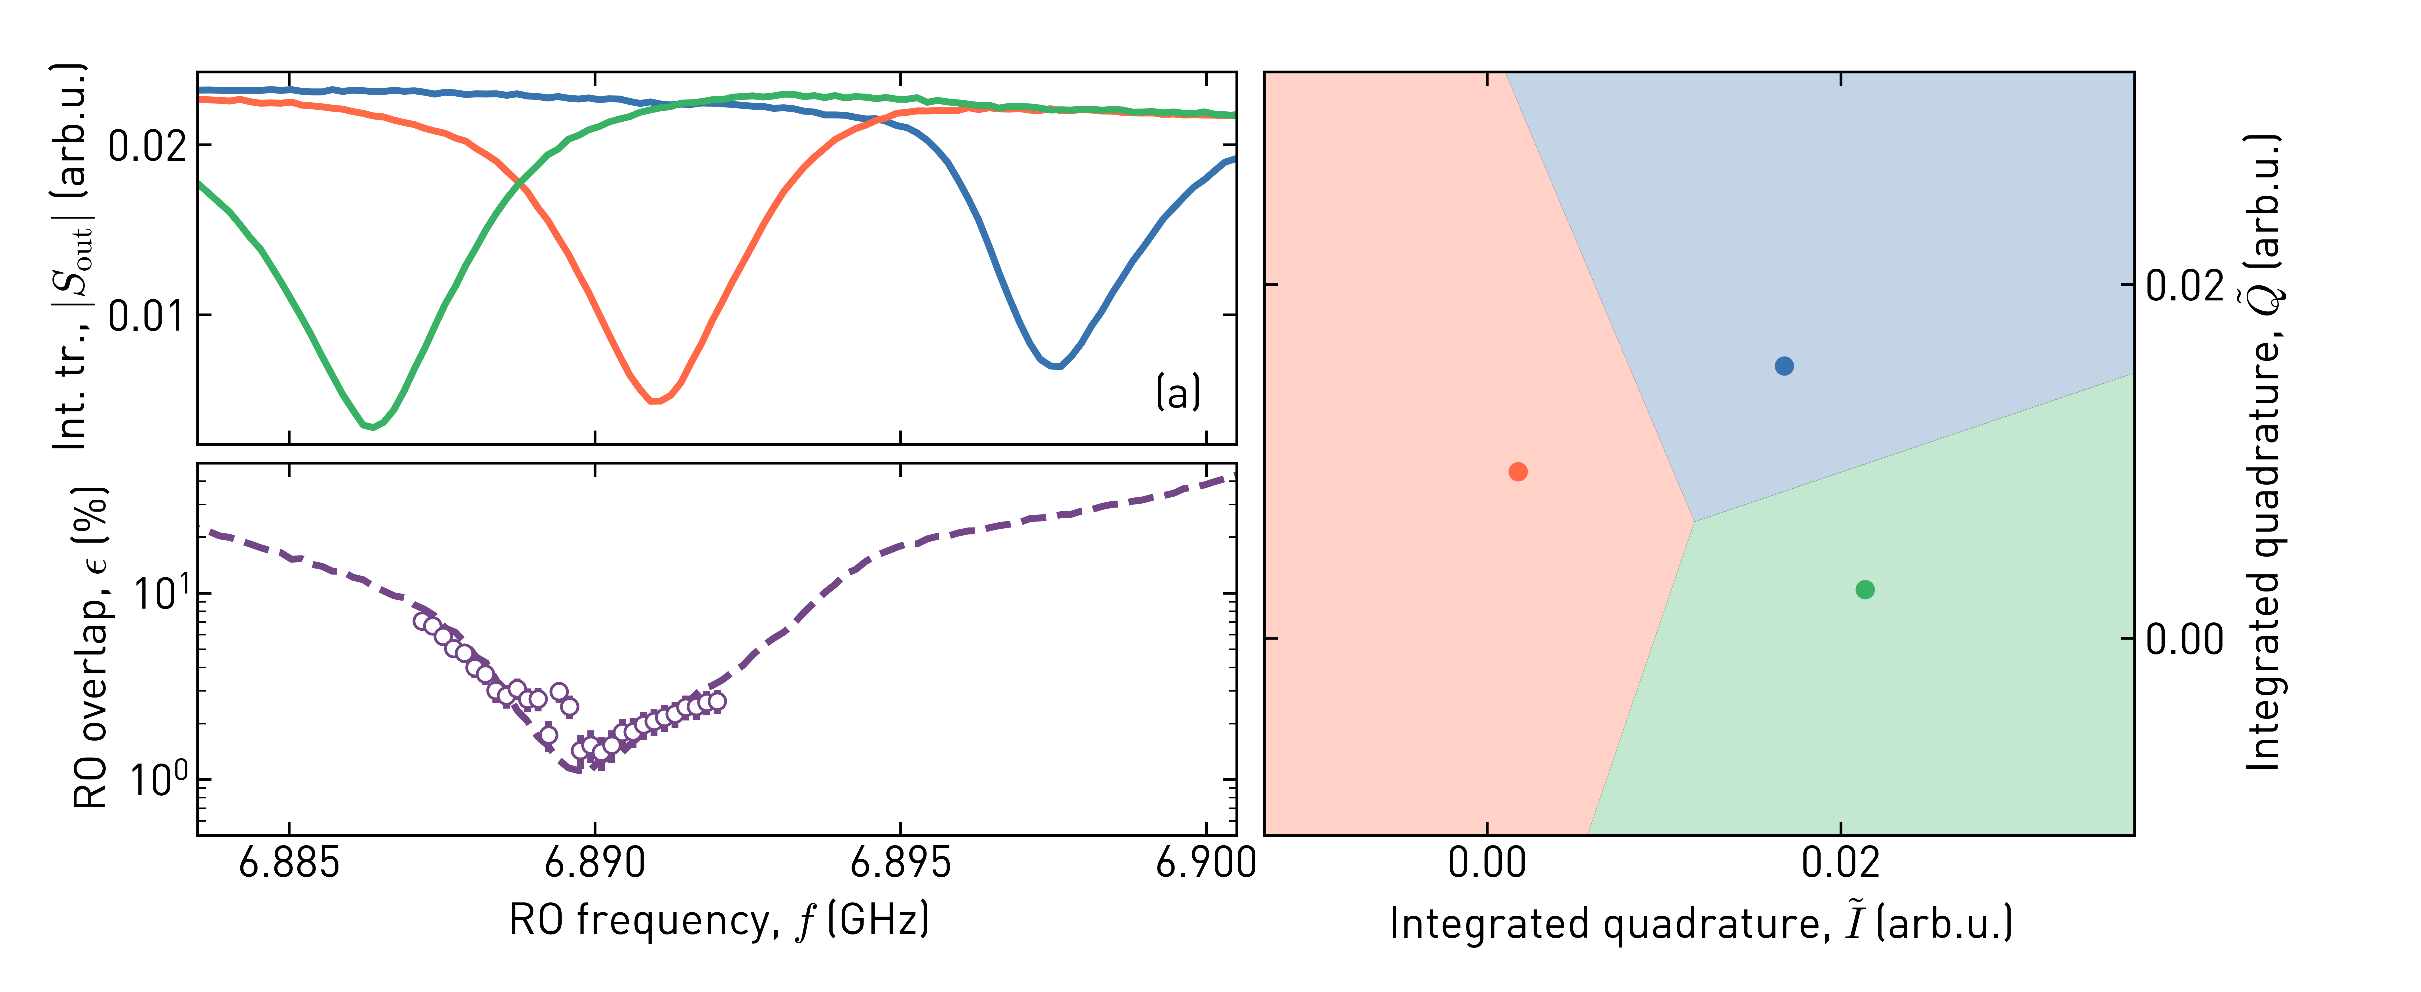 Int. tr., |S_out| (arb.u.)
0.02
0.01
(a)
RO overlap, ϵ (%)
10^1
10^0
6.885 6.890 6.895 6.900
RO frequency, f (GHz)
0.00 0.02
Integrated quadrature, Ĩ (arb.u.)
0.02
0.00
Integrated quadrature, Q̃ (arb.u.)